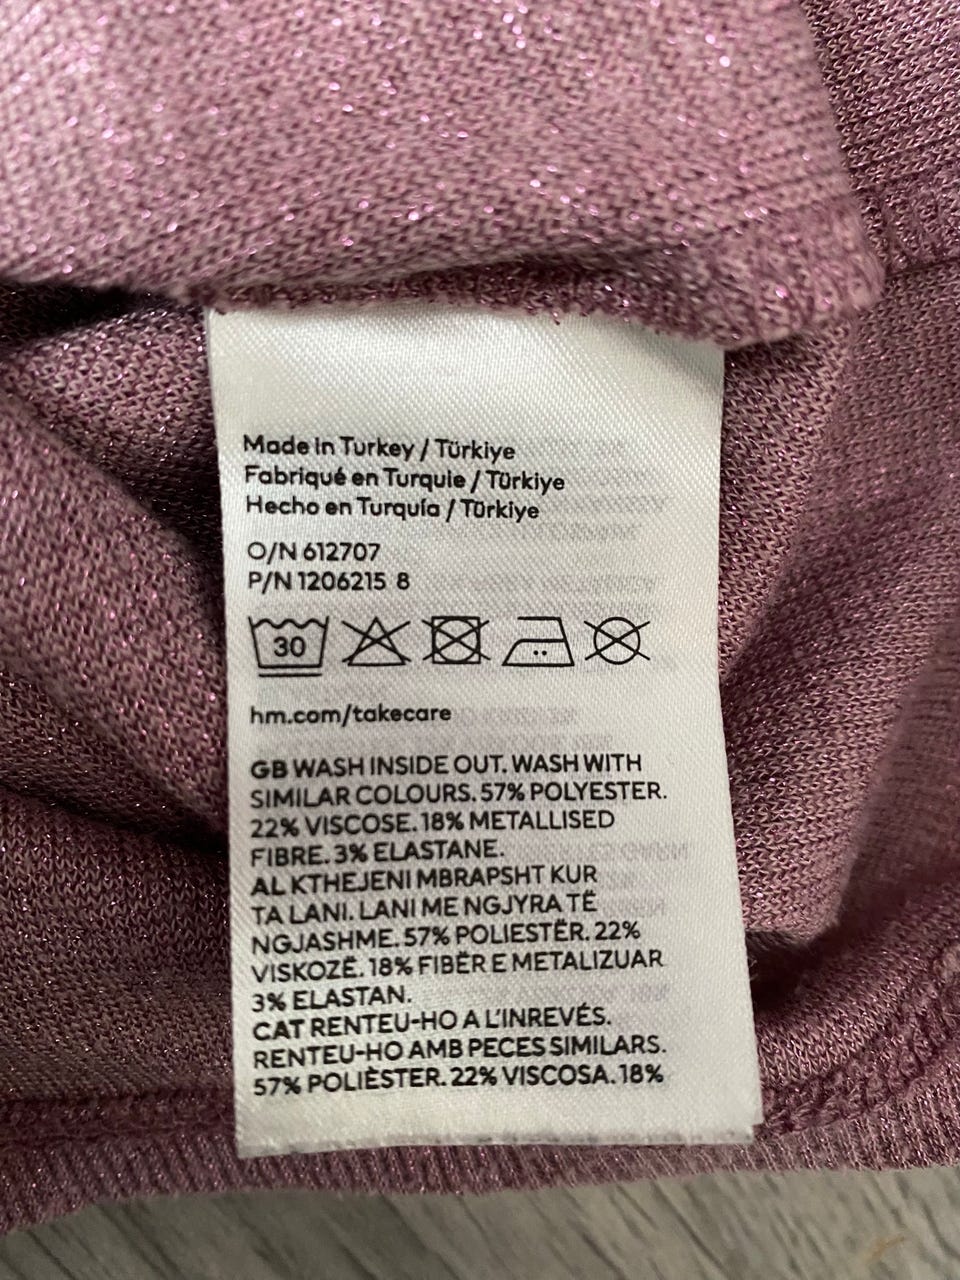 Made in Turkey / Türkiye
Fabriqué en Turquie / Türkiye
Hecho en Turquía / Türkiye
O/N 612707
P/N 1206215 8
30
hm.com/takecare
GB WASH INSIDE OUT. WASH WITH
SIMILAR COLOURS. 57% POLYESTER.
22% VISCOSE. 18% METALLISED
FIBRE. 3% ELASTANE.
AL KTHEJENI MBRAPSHT KUR
TA LANI. LANI ME NGJYRA TË
NGJASHME. 57% POLIESTËR. 22%
VISKOZË. 18% FIBËR E METALIZUAR
3% ELASTAN.
CAT RENTEU-HO A L'INREVÉS.
RENTEU-HO AMB PECES SIMILARS.
57% POLIÈSTER. 22% VISCOSA. 18%